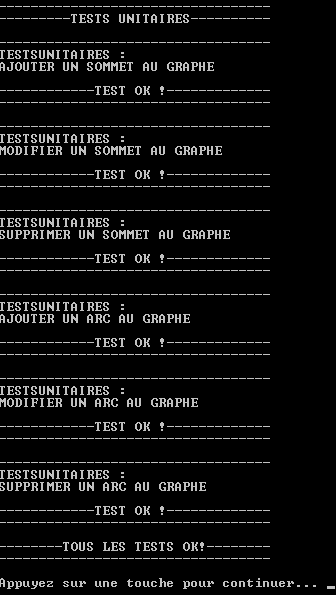 ----------------------------------
---------TESTS UNITAIRES----------
----------------------------------
TESTSUNITAIRES :
AJOUTER UN SOMMET AU GRAPHE
------------TEST OK !-------------
----------------------------------
----------------------------------
TESTSUNITAIRES :
MODIFIER UN SOMMET AU GRAPHE
------------TEST OK !-------------
----------------------------------
----------------------------------
TESTSUNITAIRES :
SUPPRIMER UN SOMMET AU GRAPHE
------------TEST OK !-------------
----------------------------------
----------------------------------
TESTSUNITAIRES :
AJOUTER UN ARC AU GRAPHE
------------TEST OK !-------------
----------------------------------
----------------------------------
TESTSUNITAIRES :
MODIFIER UN ARC AU GRAPHE
------------TEST OK !-------------
----------------------------------
----------------------------------
TESTSUNITAIRES :
SUPPRIMER UN ARC AU GRAPHE
------------TEST OK !-------------
----------------------------------
--------TOUS LES TESTS OK!--------
----------------------------------
Appuyez sur une touche pour continuer... _